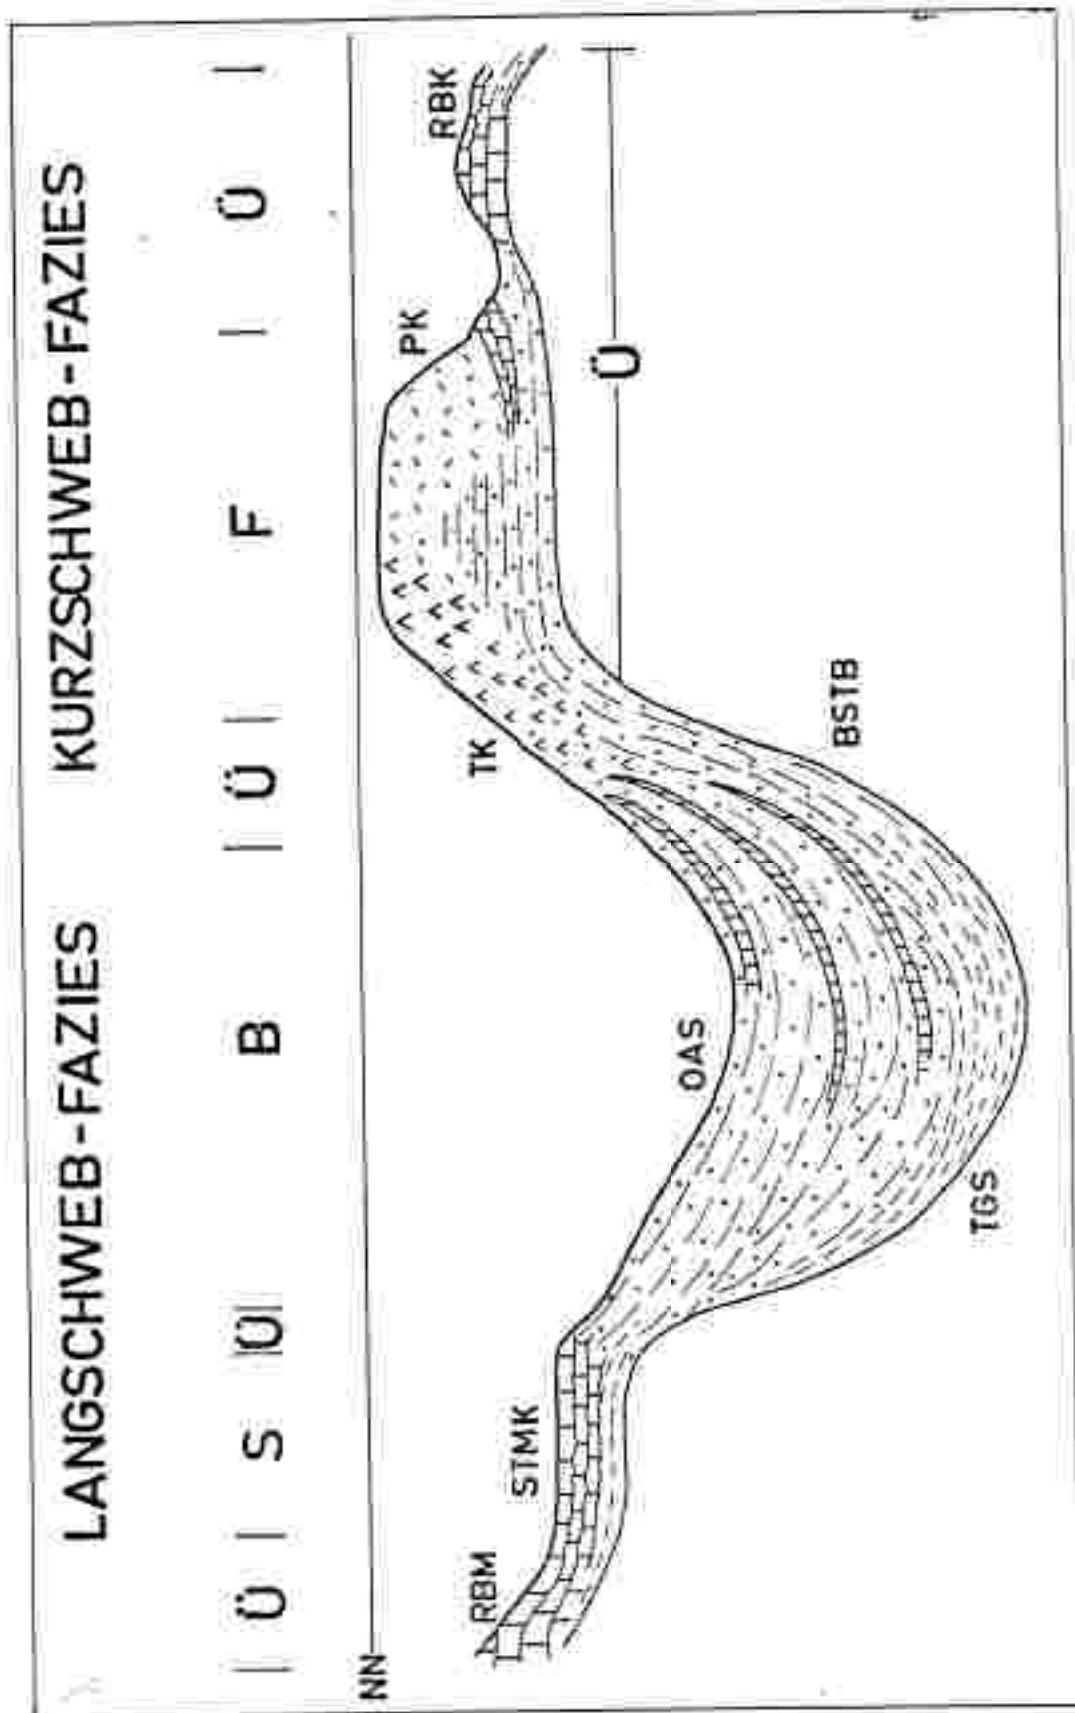 LANGSCHWEB-FAZIES KURZSCHWEB-FAZIES
| Ü | S |Ü| B | Ü | F | Ü |
NN
RBM
STMK
OAS
TK
PK
RBK
Ü
TGS
BSTB